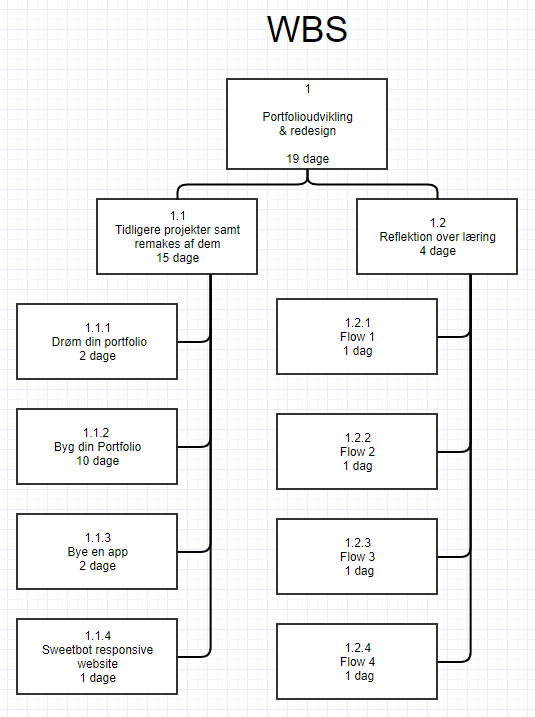 WBS
1
Portfolioudvikling
& redesign
19 dage
1.1
Tidligere projekter samt
remakes af dem
15 dage
1.1.1
Drøm din portfolio
2 dage
1.1.2
Byg din Portfolio
10 dage
1.1.3
Bye en app
2 dage
1.1.4
Sweetbot responsive
website
1 dage
1.2
Reflektion over læring
4 dage
1.2.1
Flow 1
1 dag
1.2.2
Flow 2
1 dag
1.2.3
Flow 3
1 dag
1.2.4
Flow 4
1 dag